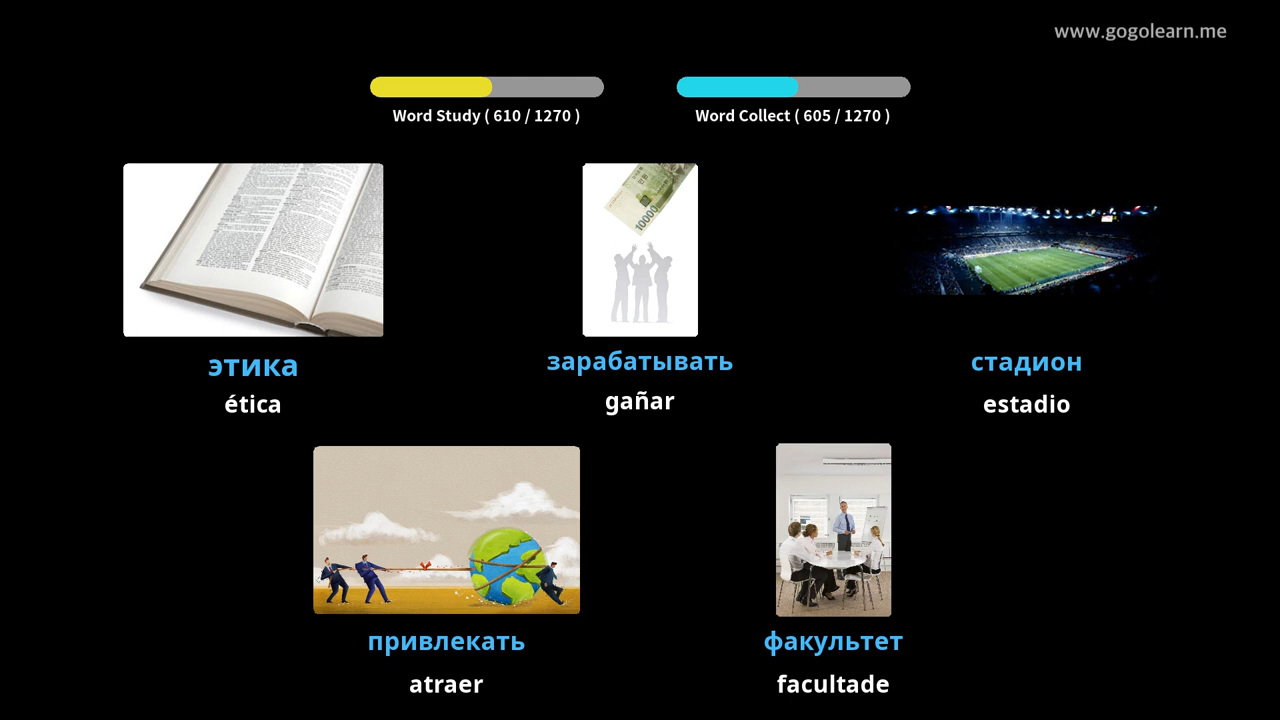 www.gogolearn.me
Word Study ( 610 / 1270 )
Word Collect ( 605 / 1270 )
10000
этика
ética
зарабатывать
gañar
стадион
estadio
привлекать
atraer
факультет
facultade